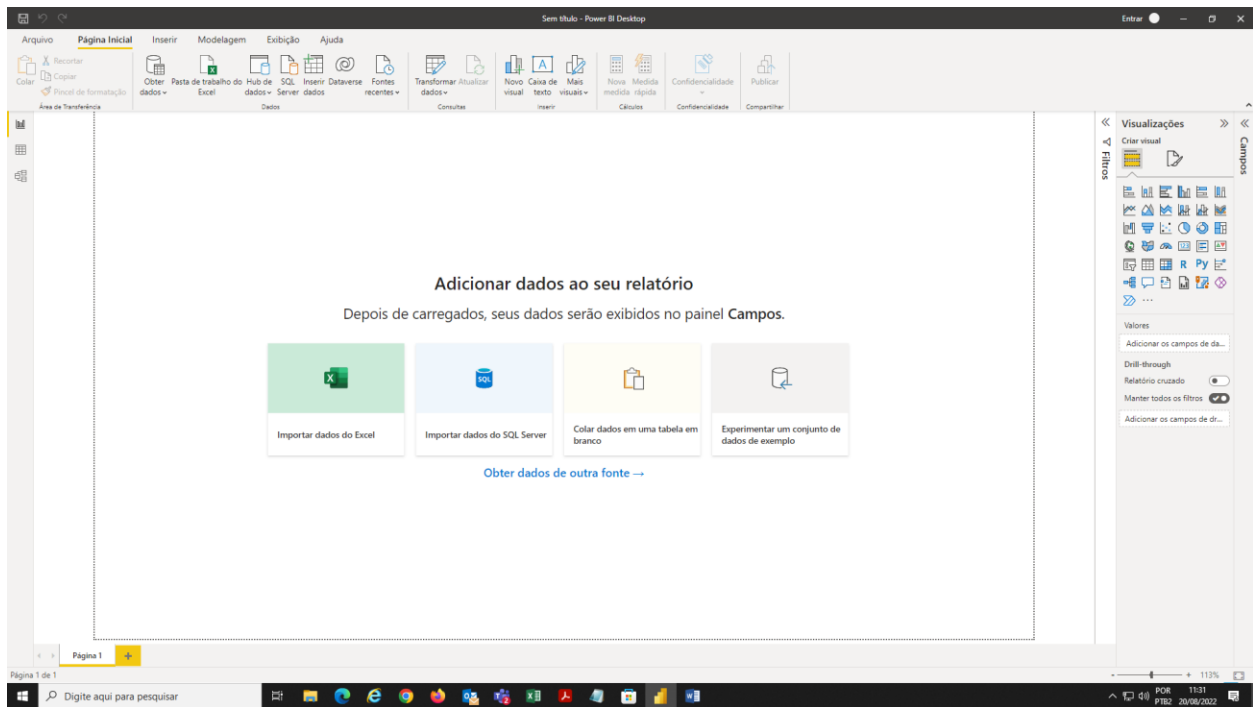 Sem título - Power BI Desktop
Entrar
Arquivo Página Inicial Inserir Modelagem Exibição Ajuda
Colar
Recortar
Copiar
Pincel de formatação
Área de Transferência
Obter dados
Pasta de trabalho do Excel
Hub de dados
SQL Server
Inserir dados
Dataverse
Fontes recentes
Dados
Transformar dados
Atualizar
Consultas
Novo visual
Caixa de texto
Mais visuais
Inserir
Nova medida
Medida rápida
Cálculos
Confidencialidade
Confidencialidade
Publicar
Compartilhar
Filtros
Visualizações
Criar visual
R Py
123
Valores
Adicionar os campos de da...
Drill-through
Relatório cruzado
Manter todos os filtros
Adicionar os campos de dr...
Campos
Adicionar dados ao seu relatório
Depois de carregados, seus dados serão exibidos no painel Campos.
SQL
Importar dados do Excel
Importar dados do SQL Server
Colar dados em uma tabela em
branco
Experimentar um conjunto de
dados de exemplo
Obter dados de outra fonte →
Página 1
Página 1 de 1
113%
Digite aqui para pesquisar
POR
PTB2
11:31
20/08/2022